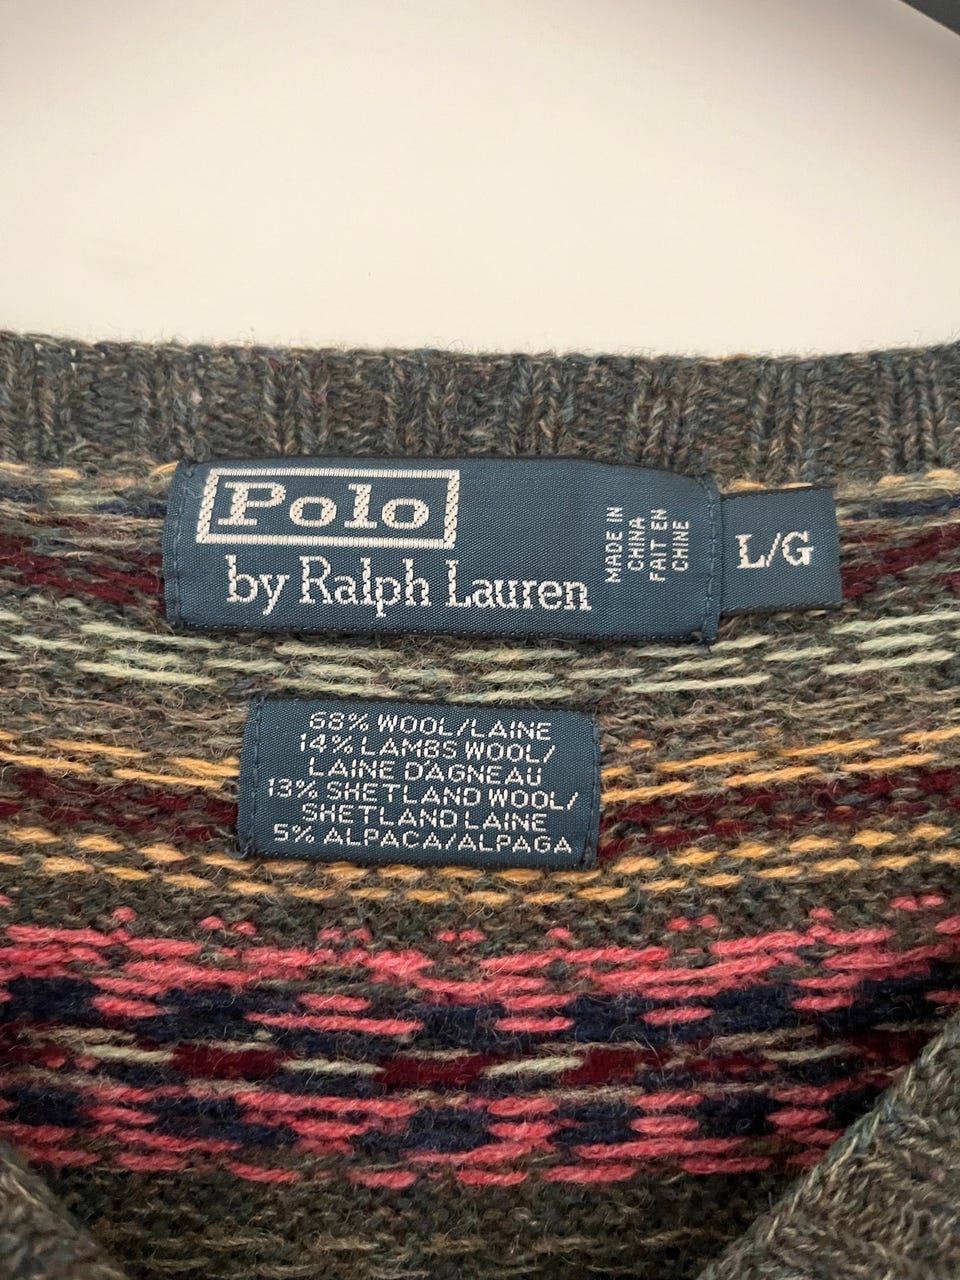 Polo
by Ralph Lauren
MADE IN
CHINA
FAIT EN
CHINE
L/G
68% WOOL/LAINE
14% LAMBS WOOL/
LAINE D'AGNEAU
13% SHETLAND WOOL/
SHETLAND LAINE
5% ALPACA/ALPAGA